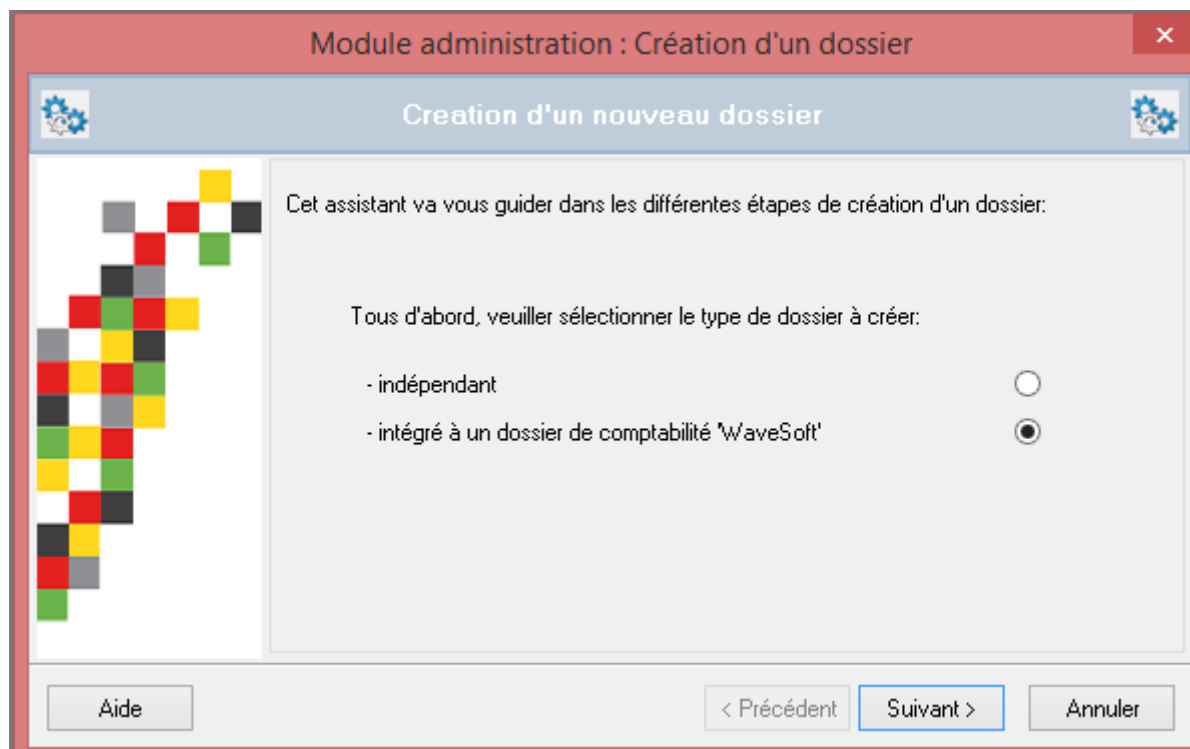 Module administration : Création d'un dossier
Creation d'un nouveau dossier
Cet assistant va vous guider dans les différentes étapes de création d'un dossier:
Tous d'abord, veuiller sélectionner le type de dossier à créer:
- indépendant
- intégré à un dossier de comptabilité 'WaveSoft'
Aide
< Précédent
Suivant >
Annuler